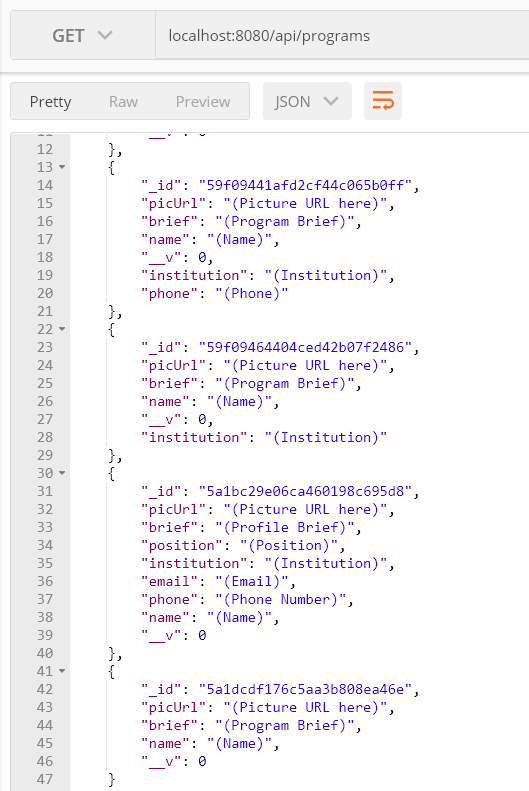 GET localhost:8080/api/programs
Pretty Raw Preview JSON
12 },
13 {
14 "_id": "59f09441afd2cf44c065b0ff",
15 "picUrl": "(Picture URL here)",
16 "brief": "(Program Brief)",
17 "name": "(Name)",
18 "__v": 0,
19 "institution": "(Institution)",
20 "phone": "(Phone)"
21 },
22 {
23 "_id": "59f09464404ced42b07f2486",
24 "picUrl": "(Picture URL here)",
25 "brief": "(Program Brief)",
26 "name": "(Name)",
27 "__v": 0,
28 "institution": "(Institution)"
29 },
30 {
31 "_id": "5a1bc29e06ca460198c695d8",
32 "picUrl": "(Picture URL here)",
33 "brief": "(Profile Brief)",
34 "position": "(Position)",
35 "institution": "(Institution)",
36 "email": "(Email)",
37 "phone": "(Phone Number)",
38 "name": "(Name)",
39 "__v": 0
40 },
41 {
42 "_id": "5a1dcdf176c5aa3b808ea46e",
43 "picUrl": "(Picture URL here)",
44 "brief": "(Program Brief)",
45 "name": "(Name)",
46 "__v": 0
47 }